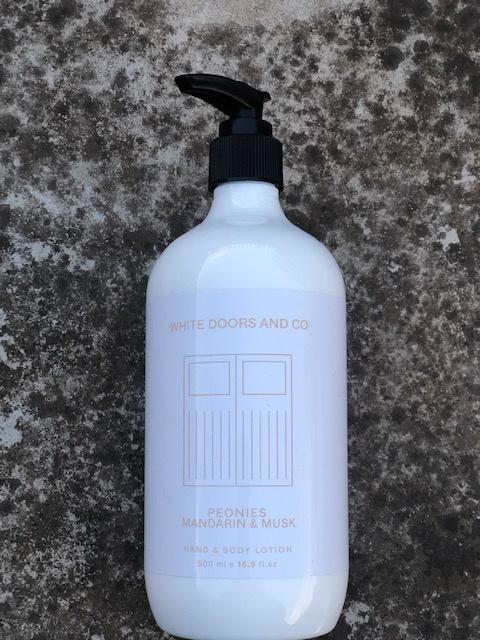 WHITE DOORS AND CO
PEONIES
MANDARIN & MUSK
HAND & BODY LOTION
500 ml e 16.9 fl.oz